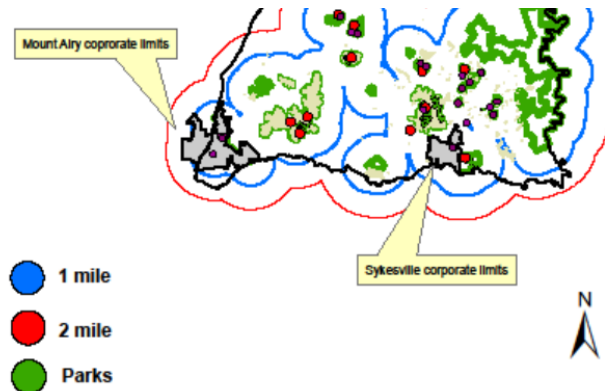 Mount Airy coprorate limits
Sykesville corporate limits
1 mile
2 mile
Parks
N